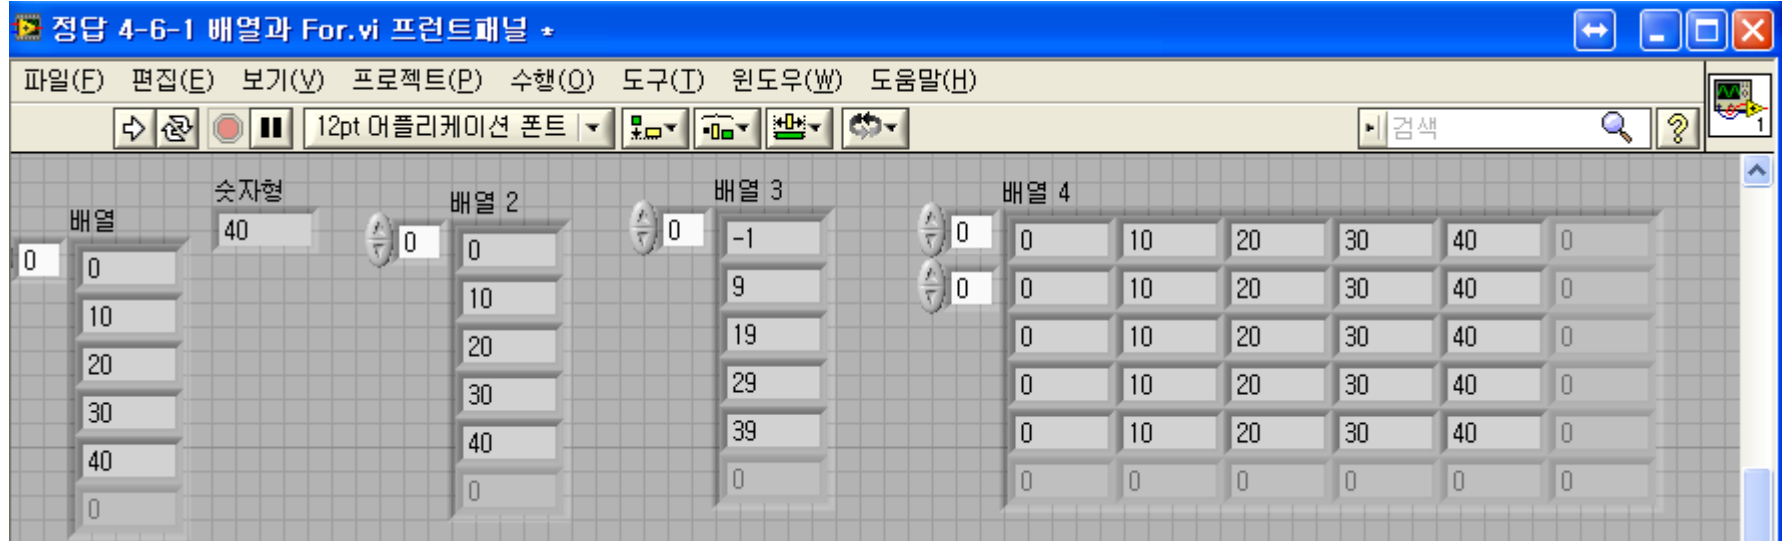 정답 4-6-1 배열과 For.vi 프런트패널 *
파일(F) 편집(E) 보기(V) 프로젝트(P) 수행(O) 도구(T) 윈도우(W) 도움말(H)
12pt 어플리케이션 폰트 검색 ? 1
배열
0
0
10
20
30
40
0
숫자형
40
배열 2
0
0
10
20
30
40
0
배열 3
0
-1
9
19
29
39
0
배열 4
0 0 10 20 30 40 0
0 0 10 20 30 40 0
0 10 20 30 40 0
0 10 20 30 40 0
0 10 20 30 40 0
0 0 0 0 0 0